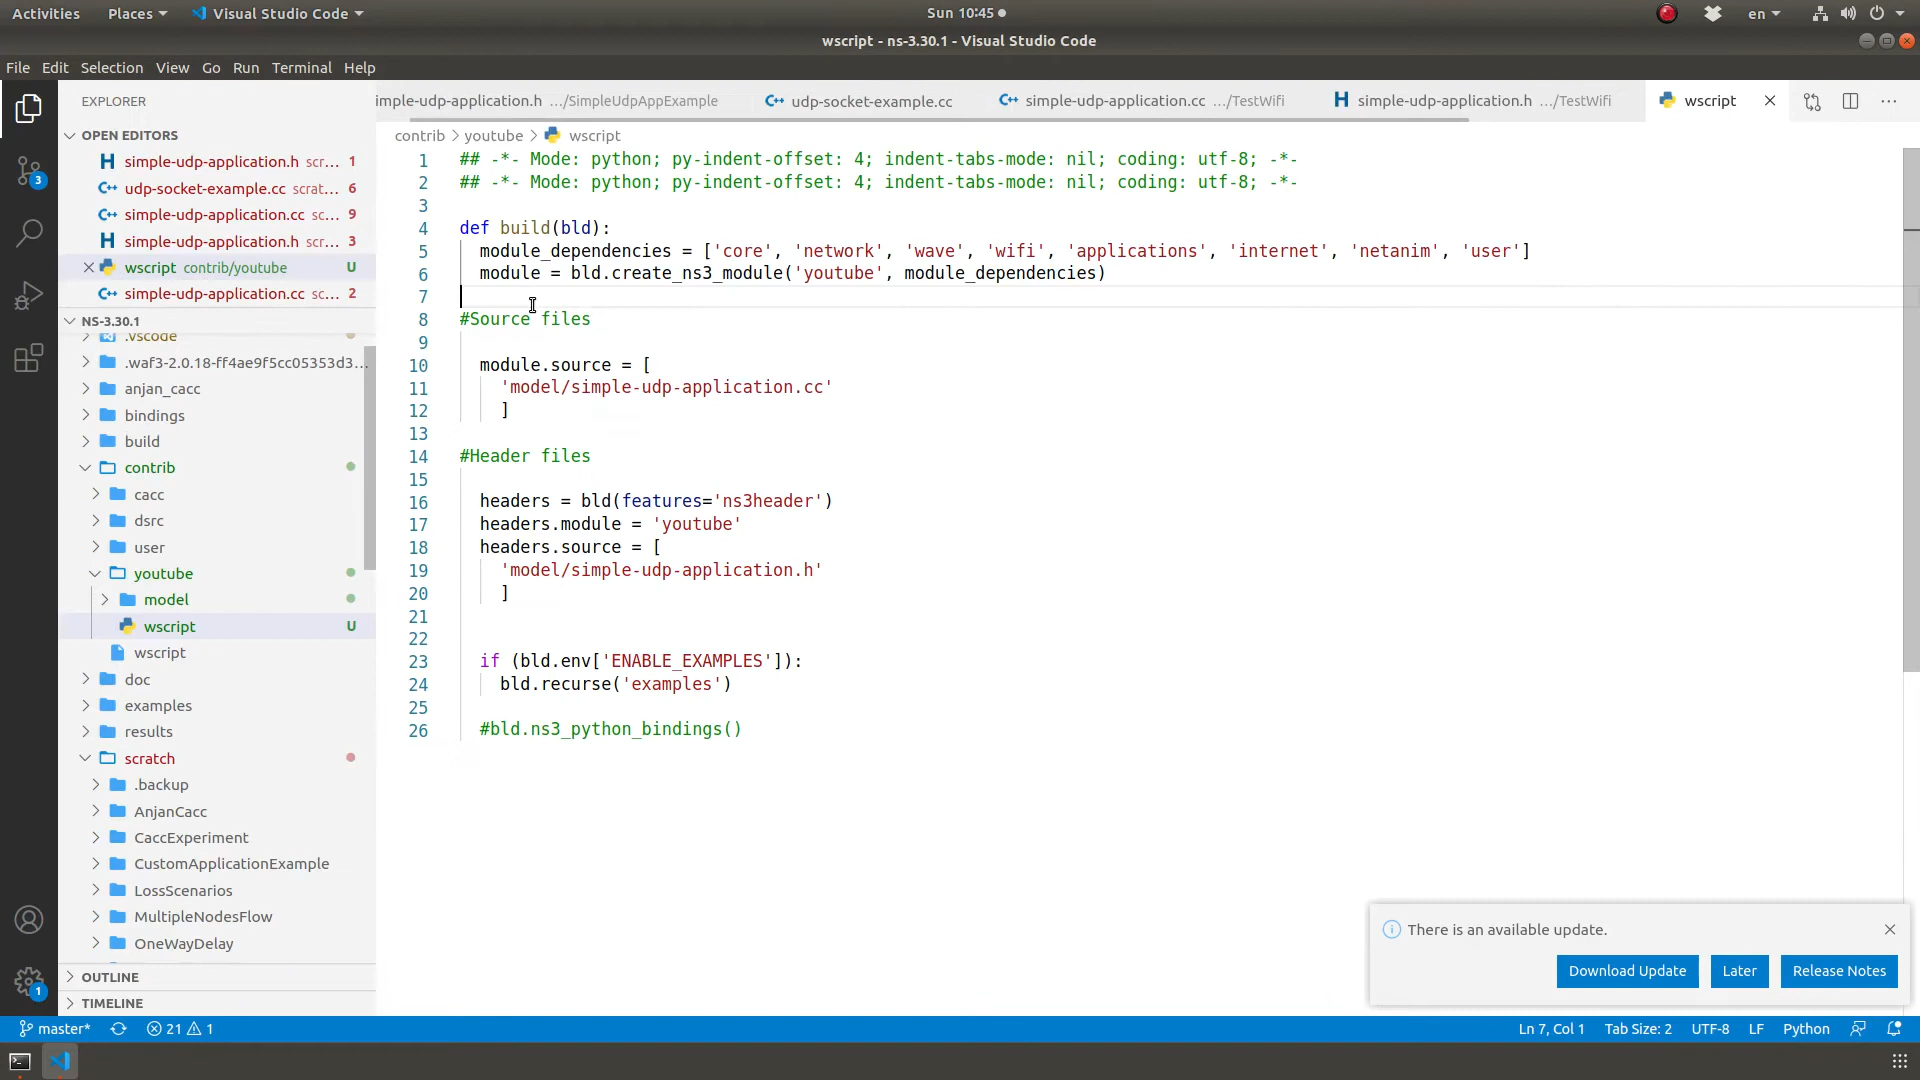 Activities Places Visual Studio Code Sun 10:45 en
wscript - ns-3.30.1 - Visual Studio Code
File Edit Selection View Go Run Terminal Help
EXPLORER
OPEN EDITORS
simple-udp-application.h scr... 1
udp-socket-example.cc scrat... 6
simple-udp-application.cc sc... 9
simple-udp-application.h sc... 3
wscript contrib/youtube U
simple-udp-application.cc sc... 2
NS-3.30.1
.vscode
.waf3-2.0.18-ff4ae9f5cc05353d3...
anjan_cacc
bindings
build
contrib
cacc
dsrc
user
youtube
model
wscript U
wscript
doc
examples
results
scratch
.backup
AnjanCacc
CaccExperiment
CustomApplicationExample
LossScenarios
MultipleNodesFlow
OneWayDelay
OUTLINE
TIMELINE
3
1
imple-udp-application.h .../SimpleUdpAppExample udp-socket-example.cc simple-udp-application.cc .../TestWifi simple-udp-application.h .../TestWifi wscript
contrib > youtube > wscript
1 ## -*- Mode: python; py-indent-offset: 4; indent-tabs-mode: nil; coding: utf-8; -*-
2 ## -*- Mode: python; py-indent-offset: 4; indent-tabs-mode: nil; coding: utf-8; -*-
3
4 def build(bld):
5 module_dependencies = ['core', 'network', 'wave', 'wifi', 'applications', 'internet', 'netanim', 'user']
6 module = bld.create_ns3_module('youtube', module_dependencies)
7
8 #Source files
9
10 module.source = [
11 'model/simple-udp-application.cc'
12 ]
13
14 #Header files
15
16 headers = bld(features='ns3header')
17 headers.module = 'youtube'
18 headers.source = [
19 'model/simple-udp-application.h'
20 ]
21
22
23 if (bld.env['ENABLE_EXAMPLES']):
24 bld.recurse('examples')
25
26 #bld.ns3_python_bindings()
There is an available update.
Download Update Later Release Notes
master* 21 1 Ln 7, Col 1 Tab Size: 2 UTF-8 LF Python